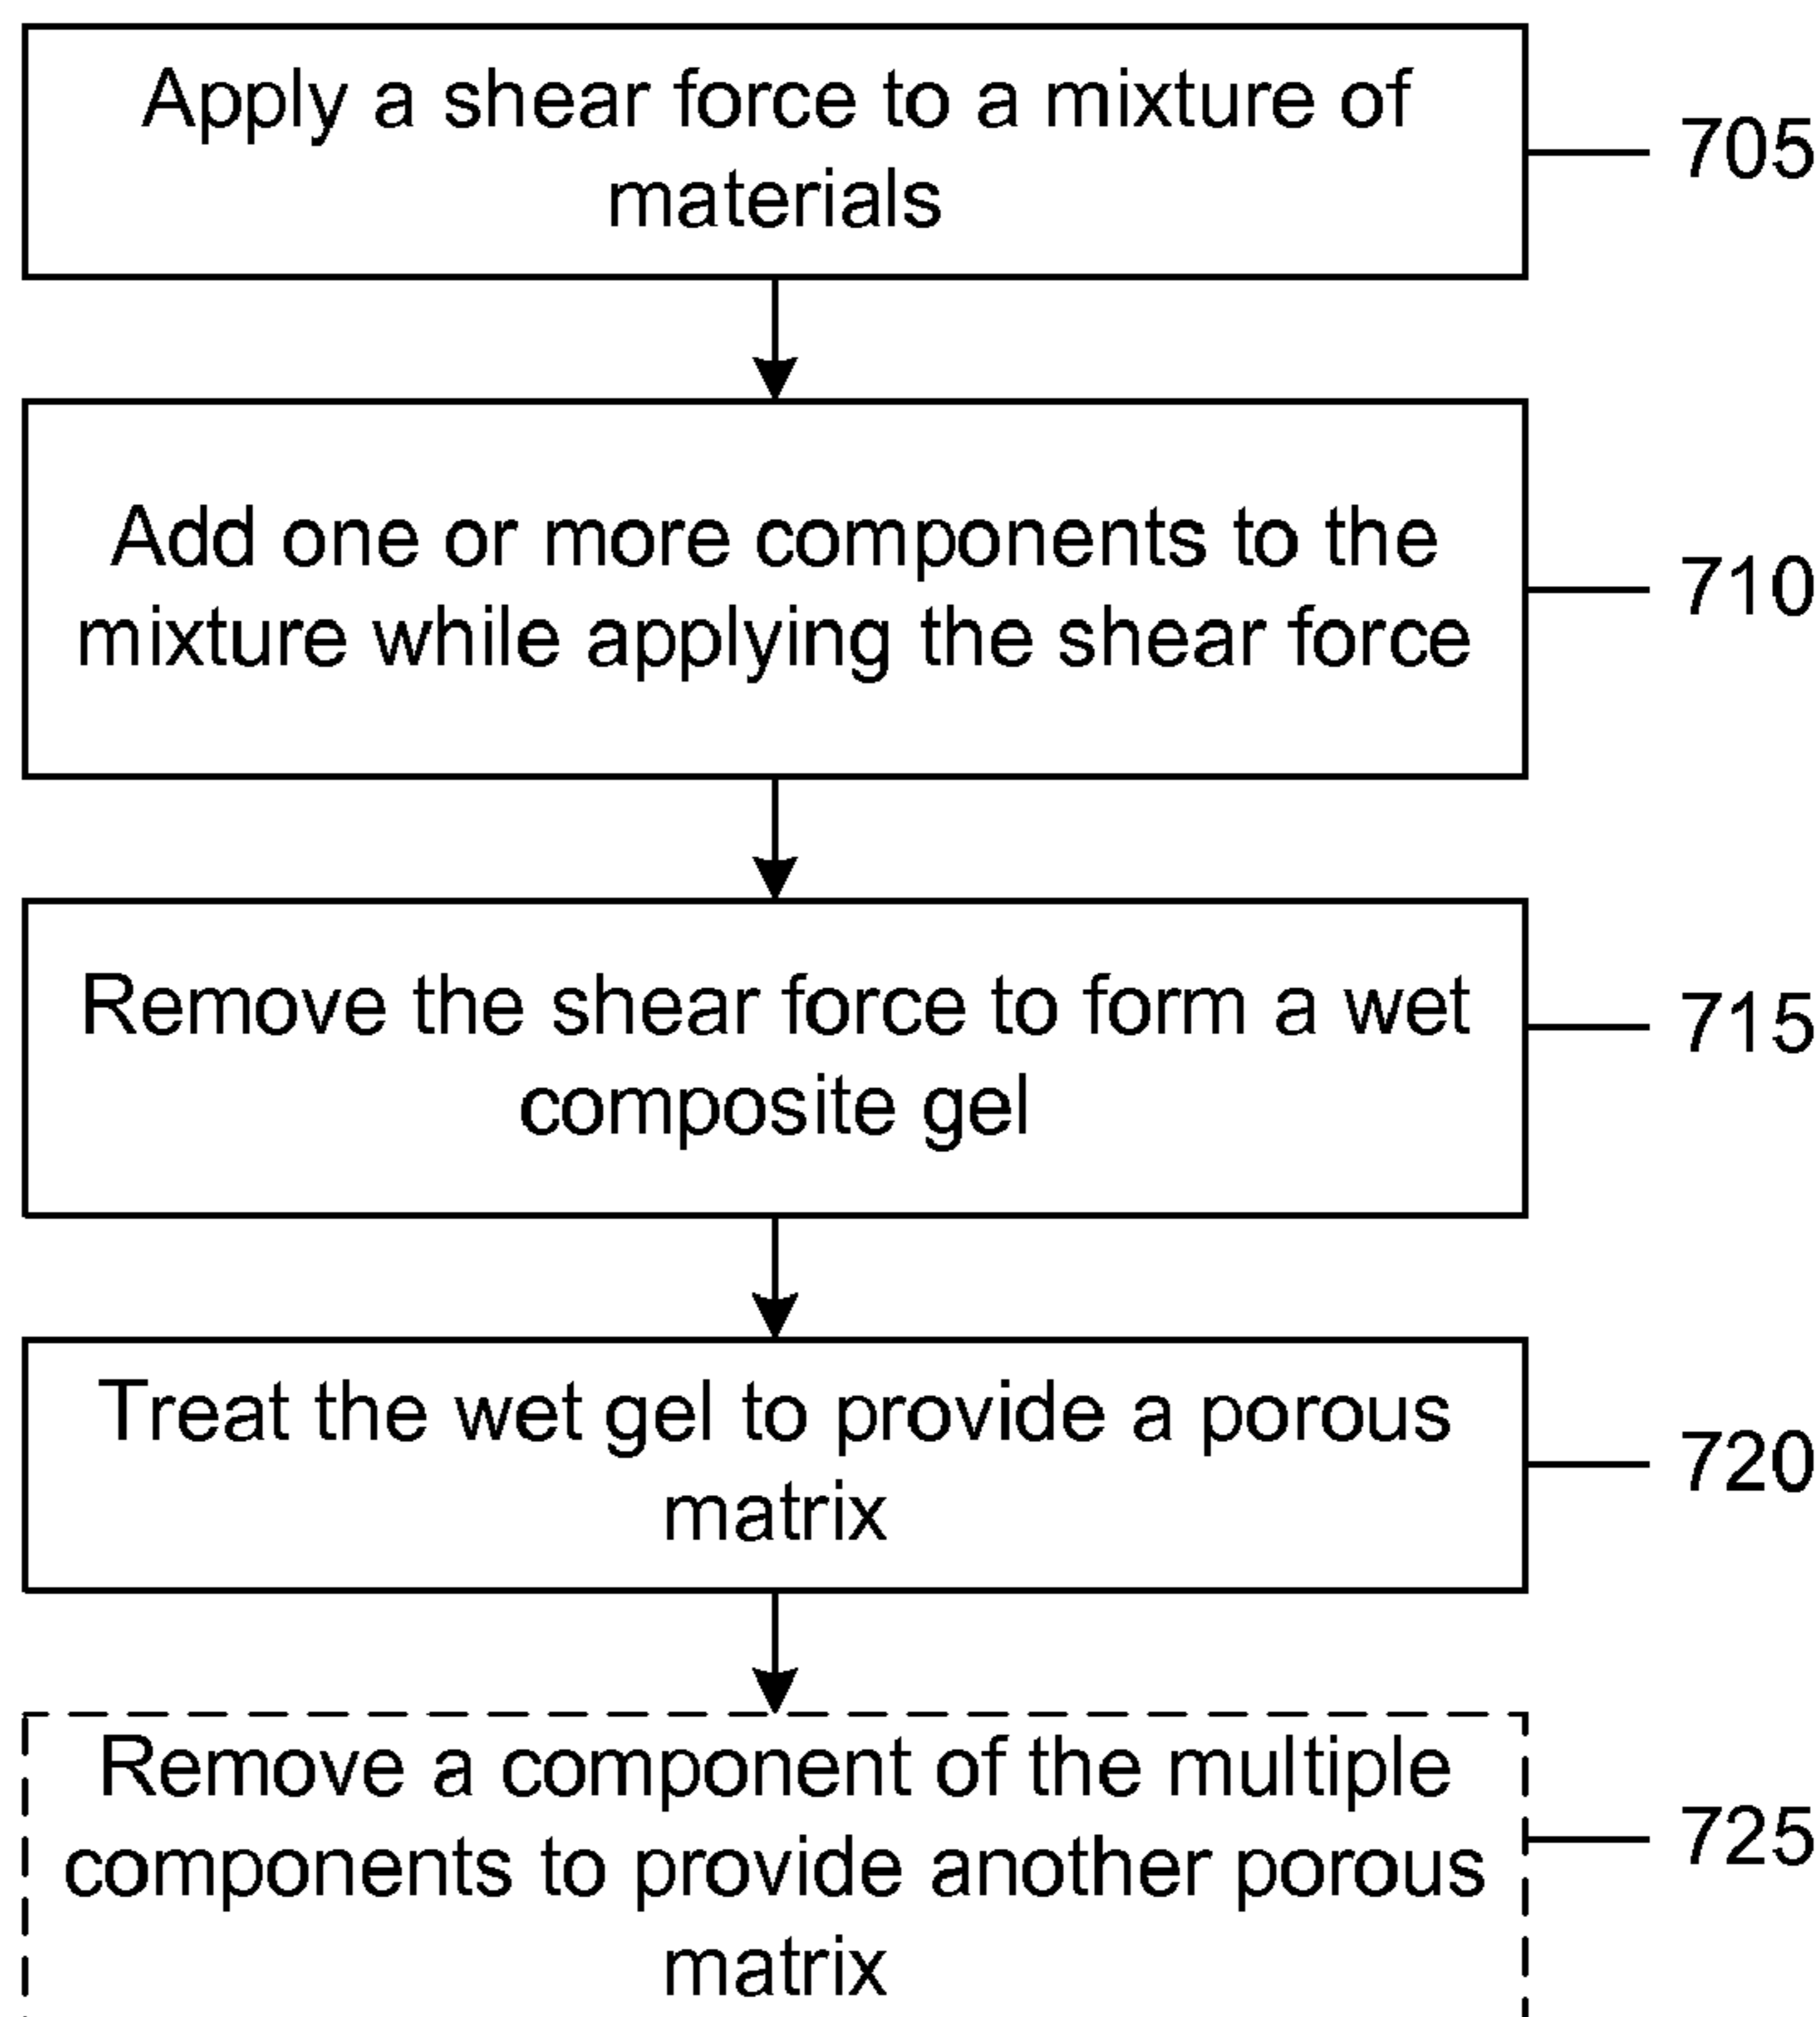 Apply a shear force to a mixture of
materials
705
Add one or more components to the
mixture while applying the shear force
710
Remove the shear force to form a wet
composite gel
715
Treat the wet gel to provide a porous
matrix
720
Remove a component of the multiple
components to provide another porous
matrix
725